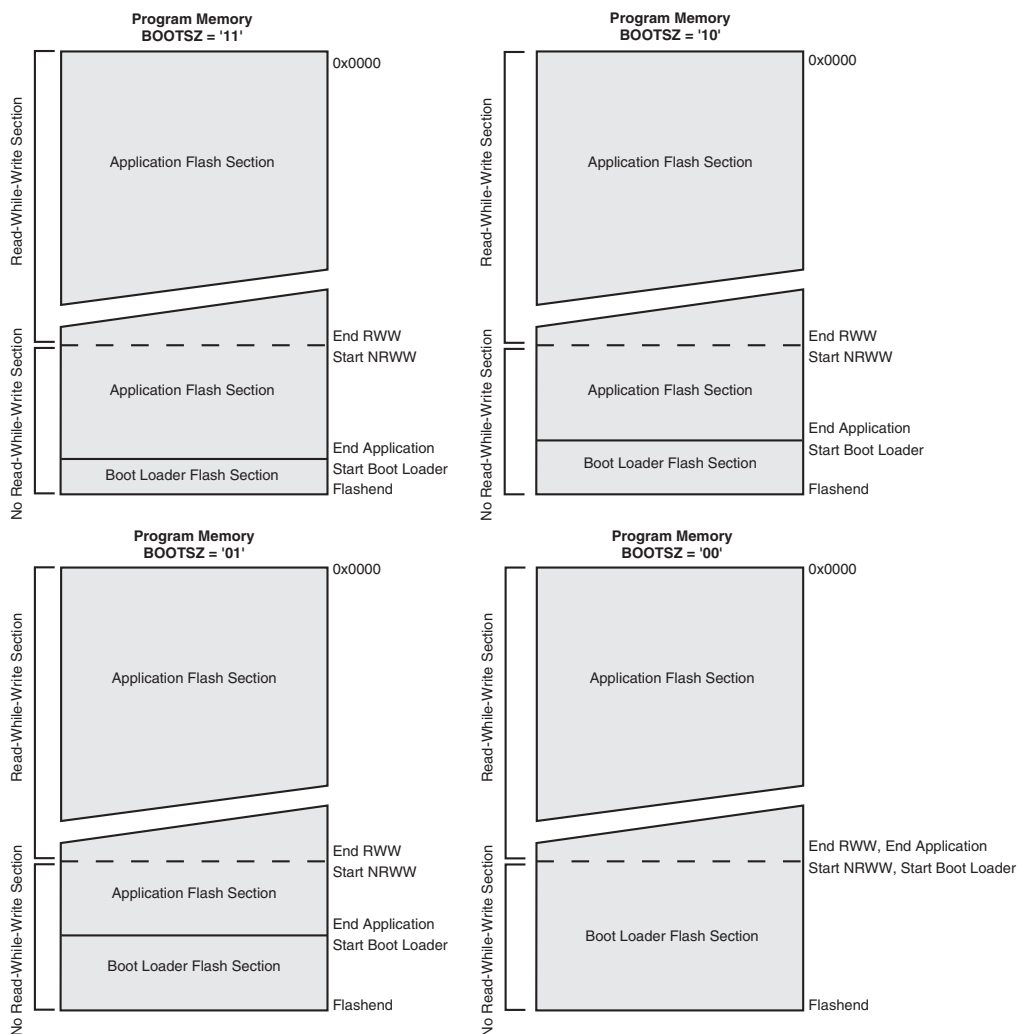 Program Memory
BOOTSZ = '11'
Read-While-Write Section
No Read-While-Write Section
0x0000
Application Flash Section
End RWW
Start NRWW
Application Flash Section
End Application
Start Boot Loader
Boot Loader Flash Section
Flashend
Program Memory
BOOTSZ = '10'
Read-While-Write Section
No Read-While-Write Section
0x0000
Application Flash Section
End RWW
Start NRWW
Application Flash Section
End Application
Start Boot Loader
Boot Loader Flash Section
Flashend
Program Memory
BOOTSZ = '01'
Read-While-Write Section
No Read-While-Write Section
0x0000
Application Flash Section
End RWW
Start NRWW
Application Flash Section
End Application
Start Boot Loader
Boot Loader Flash Section
Flashend
Program Memory
BOOTSZ = '00'
Read-While-Write Section
No Read-While-Write Section
0x0000
Application Flash Section
End RWW, End Application
Start NRWW, Start Boot Loader
Boot Loader Flash Section
Flashend